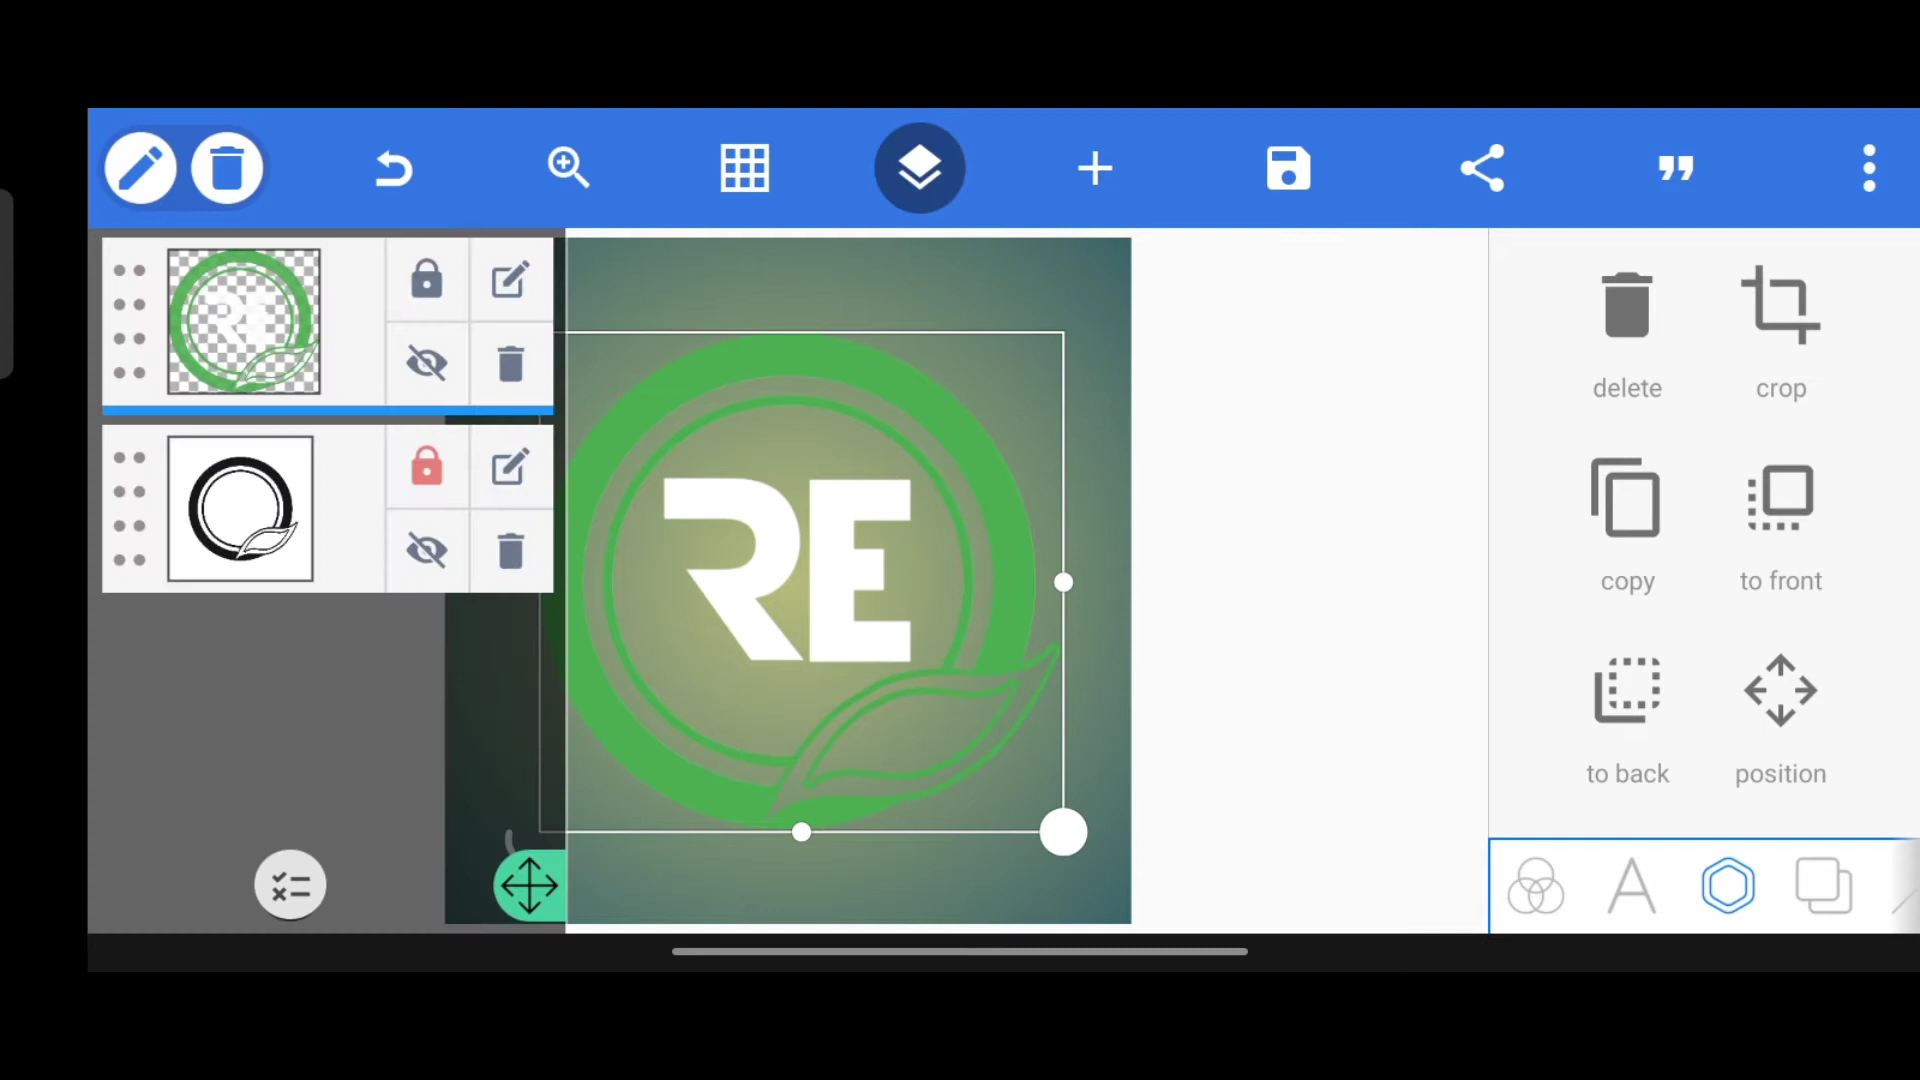 RE
delete
crop
copy
to front
to back
position